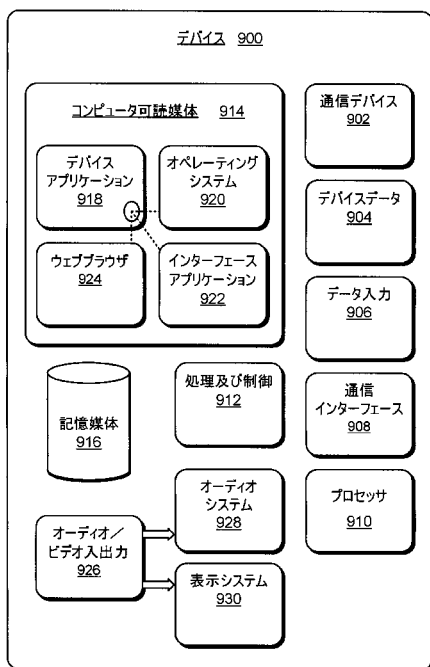 デバイス 900
コンピュータ可読媒体 914
デバイス
アプリケーション
918
オペレーティング
システム
920
ウェブブラウザ
924
インターフェース
アプリケーション
922
記憶媒体
916
処理及び制御
912
オーディオ／
ビデオ入出力
926
オーディオ
システム
928
表示システム
930
通信デバイス
902
デバイスデータ
904
データ入力
906
通信
インターフェース
908
プロセッサ
910